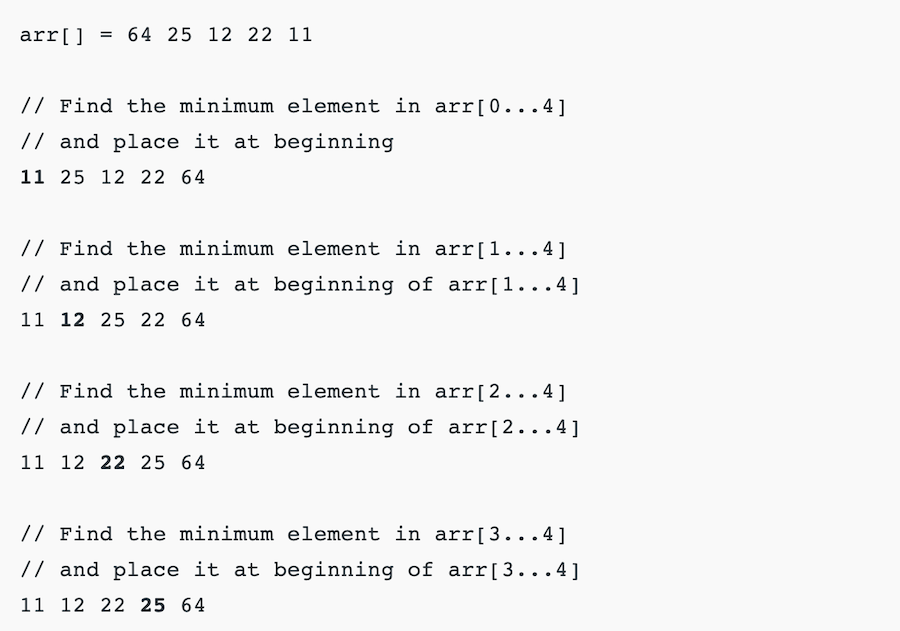 arr[] = 64 25 12 22 11
// Find the minimum element in arr[0...4]
// and place it at beginning
11 25 12 22 64
// Find the minimum element in arr[1...4]
// and place it at beginning of arr[1...4]
11 12 25 22 64
// Find the minimum element in arr[2...4]
// and place it at beginning of arr[2...4]
11 12 22 25 64
// Find the minimum element in arr[3...4]
// and place it at beginning of arr[3...4]
11 12 22 25 64